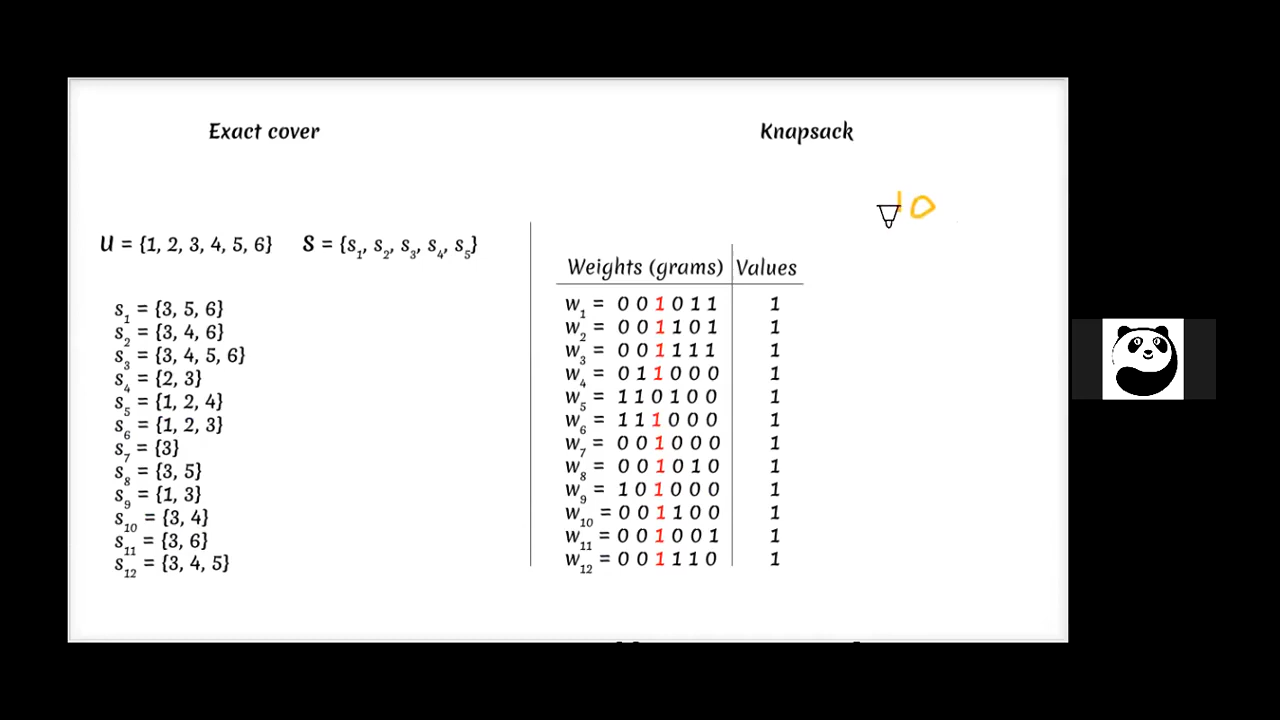 Exact cover
Knapsack
10
U = {1, 2, 3, 4, 5, 6} S = {s₁, s₂, s₃, s₄, s₅}
s₁ = {3, 5, 6}
s₂ = {3, 4, 6}
s₃ = {3, 4, 5, 6}
s₄ = {2, 3}
s₅ = {1, 2, 4}
s₆ = {1, 2, 3}
s₇ = {3}
s₈ = {3, 5}
s₉ = {1, 3}
s₁₀ = {3, 4}
s₁₁ = {3, 6}
s₁₂ = {3, 4, 5}
Weights (grams) Values
w₁ = 0 0 1 0 1 1 1
w₂ = 0 0 1 1 0 1 1
w₃ = 0 0 1 1 1 1 1
w₄ = 0 1 1 0 0 0 1
w₅ = 1 1 0 1 0 0 1
w₆ = 1 1 1 0 0 0 1
w₇ = 0 0 1 0 0 0 1
w₈ = 0 0 1 0 1 0 1
w₉ = 1 0 1 0 0 0 1
w₁₀ = 0 0 1 1 0 0 1
w₁₁ = 0 0 1 0 0 1 1
w₁₂ = 0 0 1 1 1 0 1